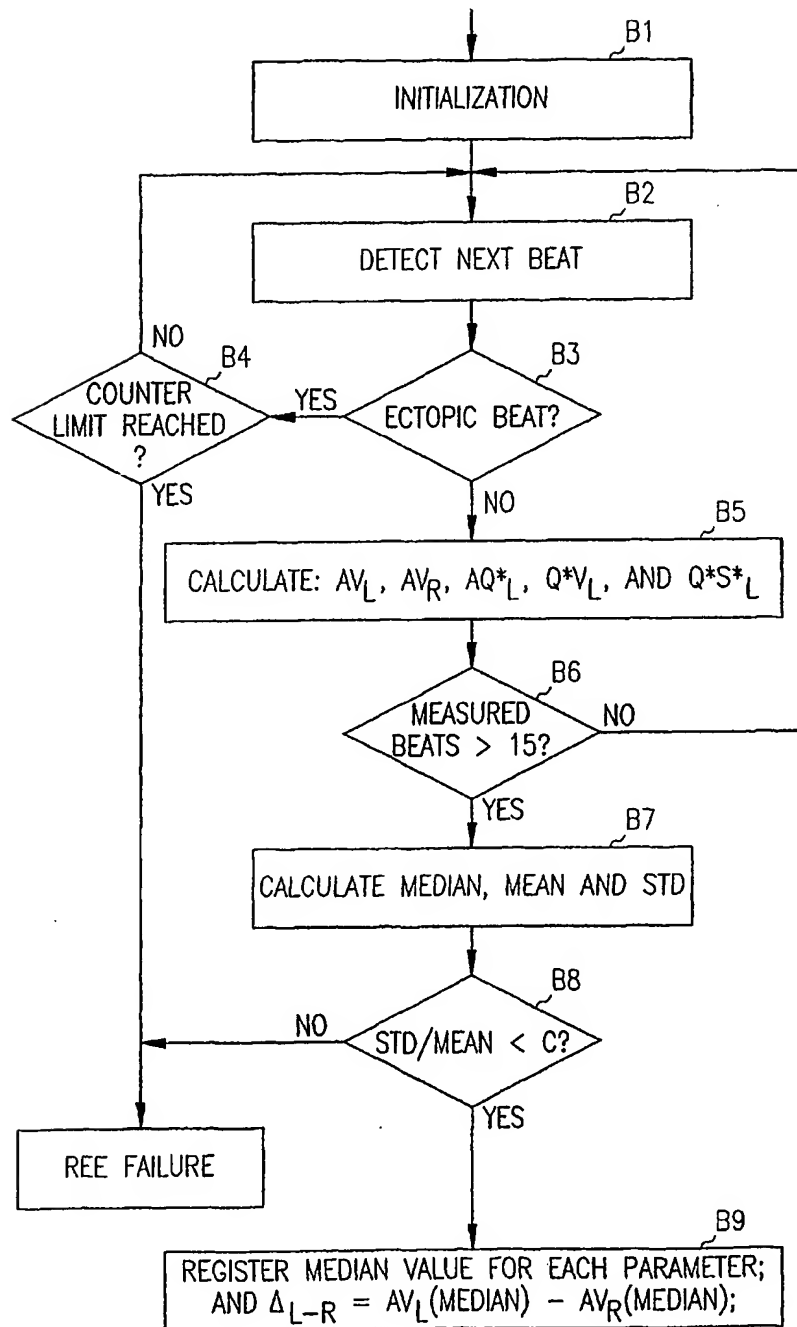 B1
INITIALIZATION
B2
DETECT NEXT BEAT
NO
B4
COUNTER
LIMIT REACHED
?
YES
B3
ECTOPIC BEAT?
YES
NO
B5
CALCULATE: AV_L, AV_R, AQ*_L, Q*V_L, AND Q*S*_L
B6
MEASURED
BEATS > 15?
NO
YES
B7
CALCULATE MEDIAN, MEAN AND STD
B8
NO
STD/MEAN < C?
YES
REE FAILURE
B9
REGISTER MEDIAN VALUE FOR EACH PARAMETER;
AND Δ_L-R = AV_L(MEDIAN) - AV_R(MEDIAN);